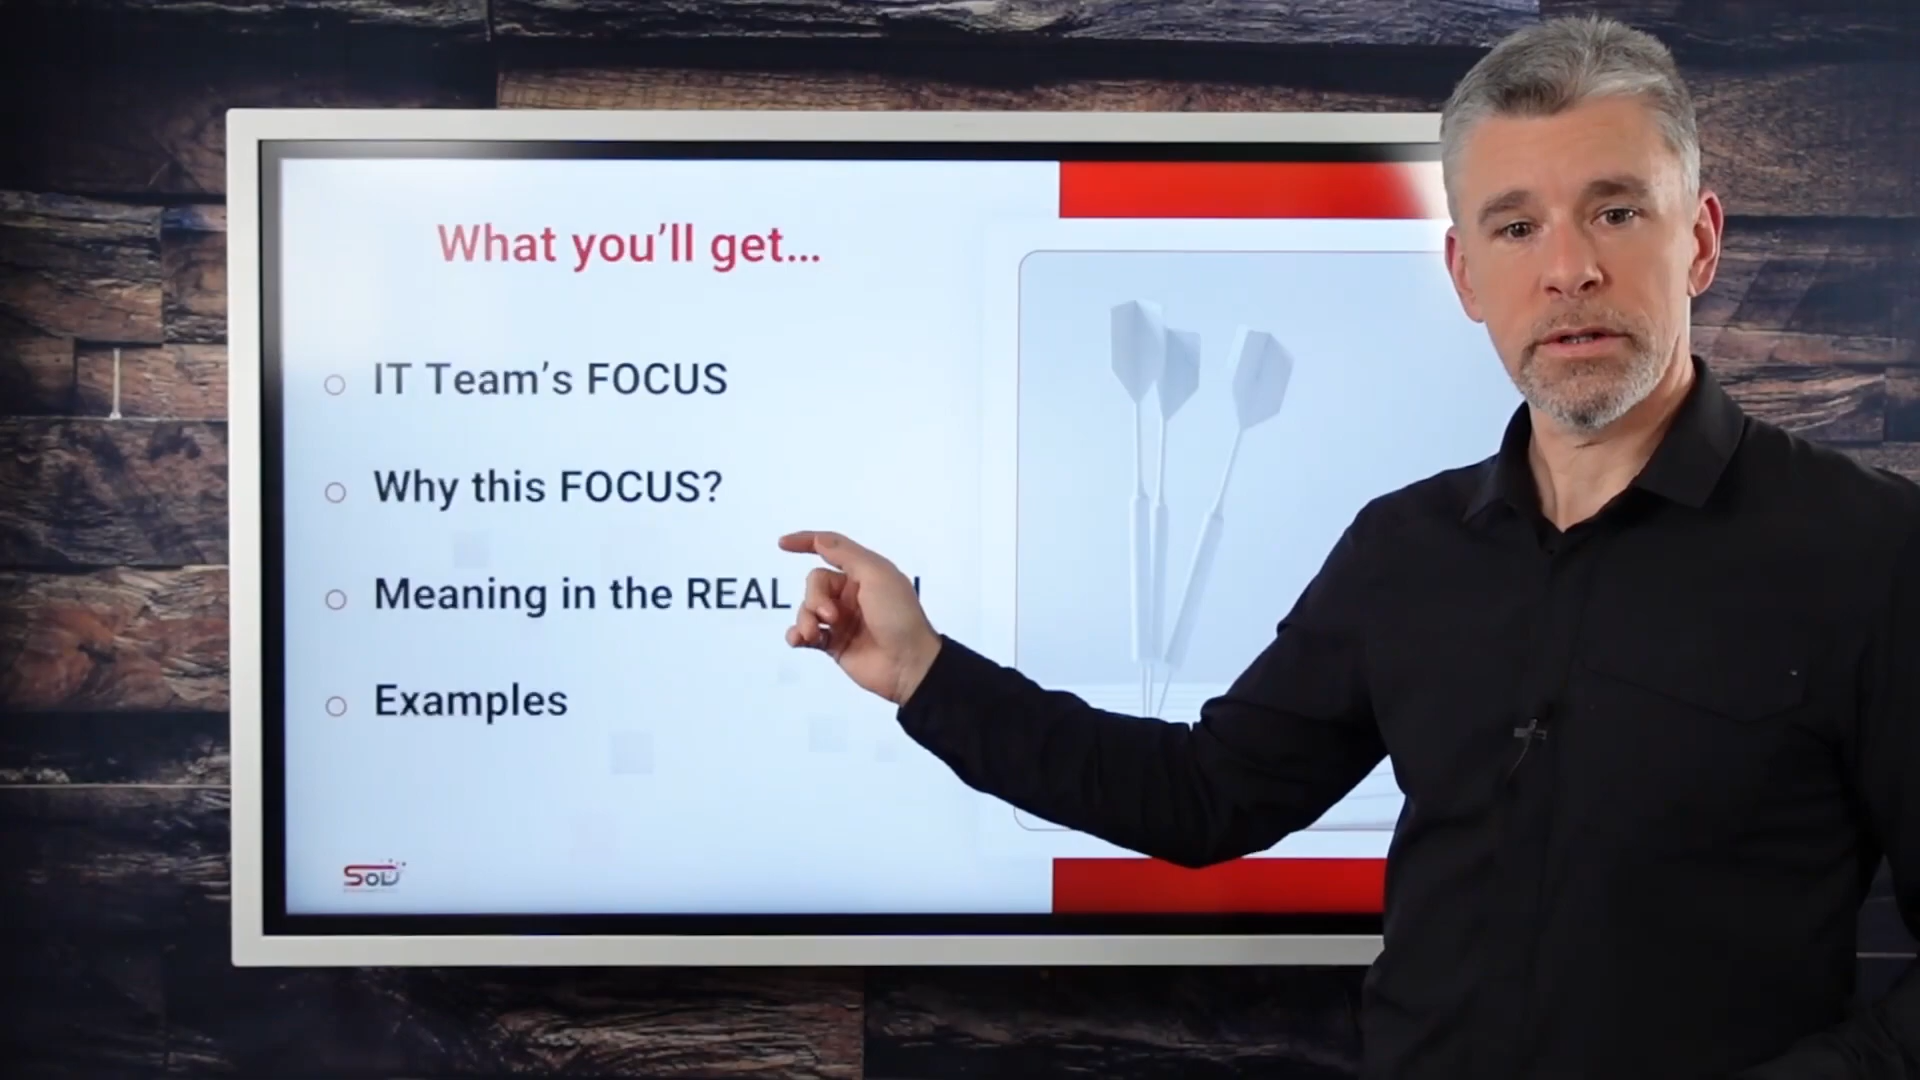 What you'll get...
IT Team's FOCUS
Why this FOCUS?
Meaning in the REAL
Examples
SOD